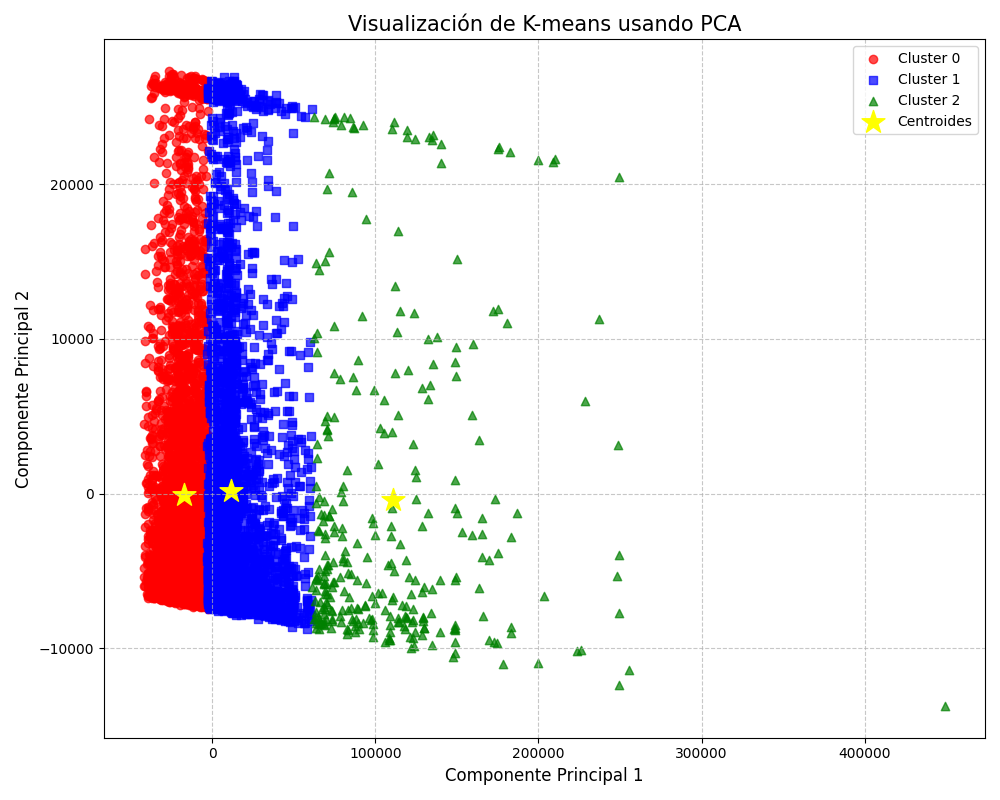 Visualización de K-means usando PCA
Cluster 0
Cluster 1
Cluster 2
Centroides
Componente Principal 2
20000
10000
0
−10000
0
100000
200000
300000
400000
Componente Principal 1